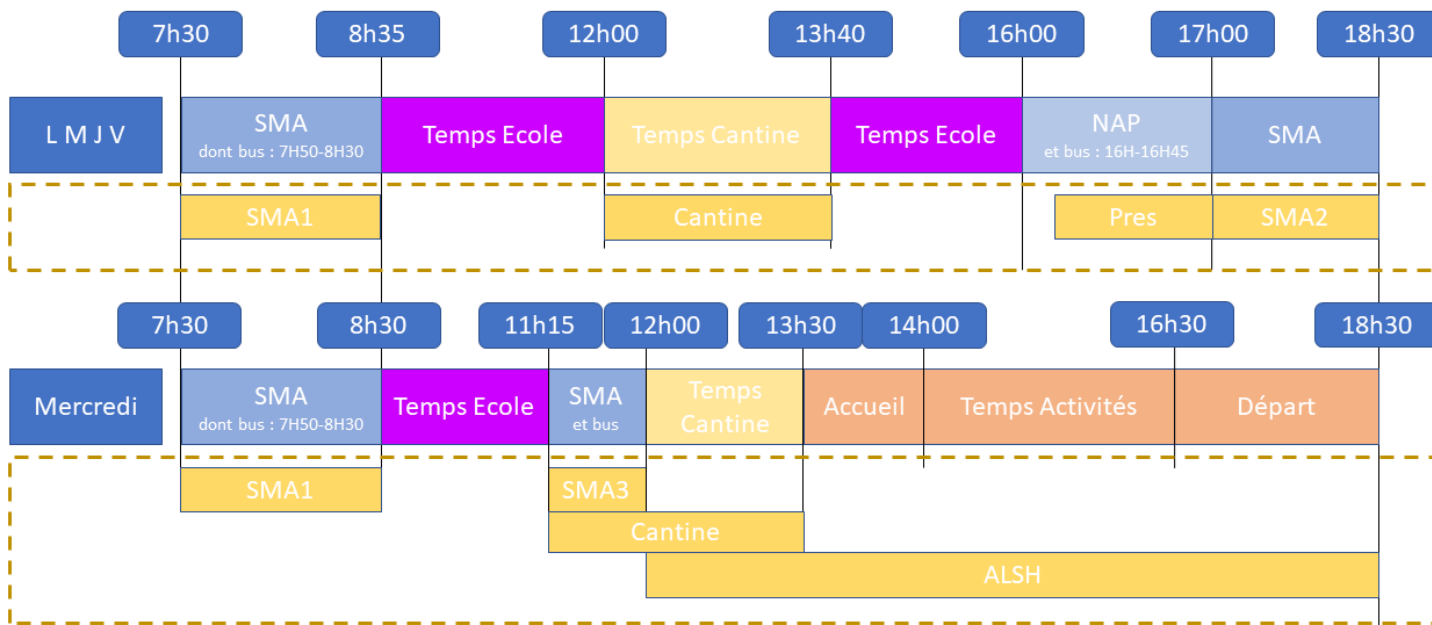 7h30 8h35 12h00 13h40 16h00 17h00 18h30
L M J V SMA Temps Ecole Temps Cantine Temps Ecole NAP SMA
dont bus : 7H50-8H30 et bus : 16H-16H45
SMA1 Cantine Pres SMA2
7h30 8h30 11h15 12h00 13h30 14h00 16h30 18h30
Mercredi SMA Temps Ecole SMA Temps Accueil Temps Activités Départ
dont bus : 7H50-8H30 et bus Cantine
SMA1 SMA3
Cantine
ALSH